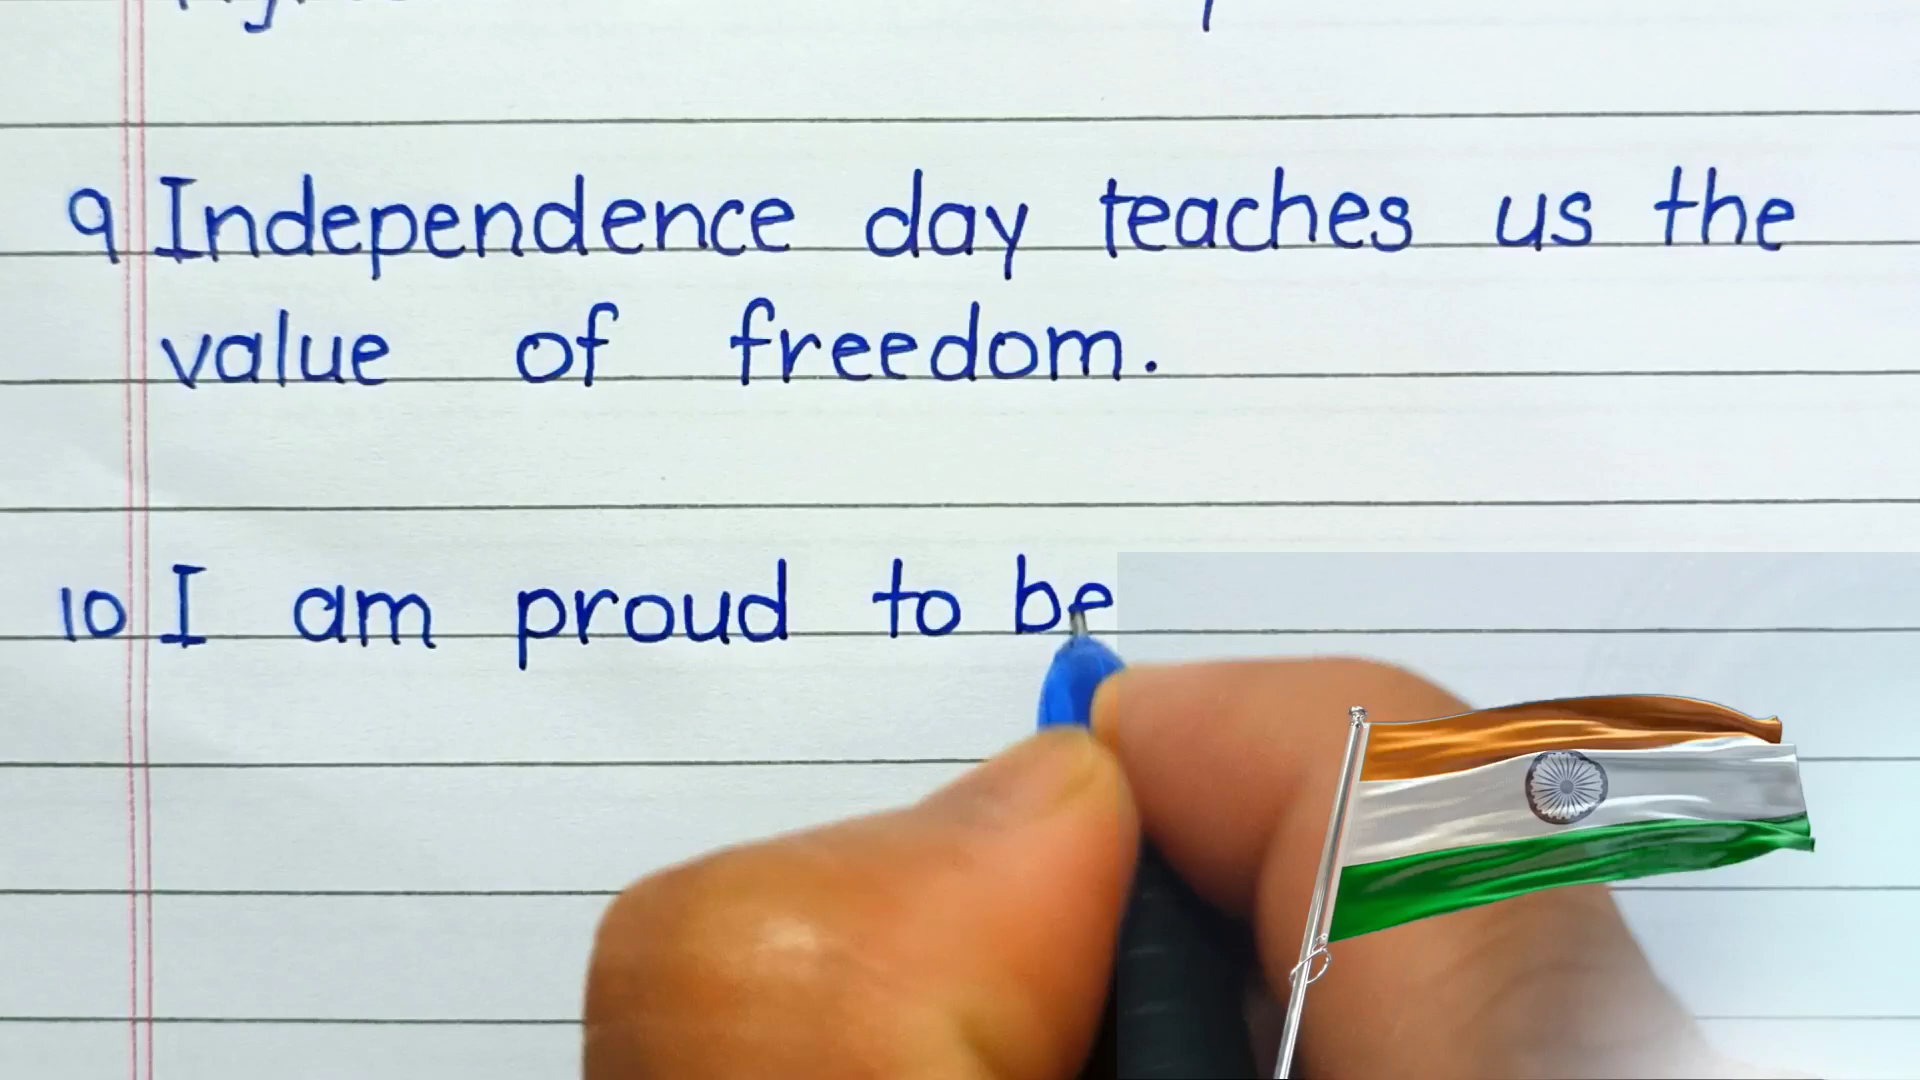 9 Independence day teaches us the
value of freedom.
10 I am proud to be